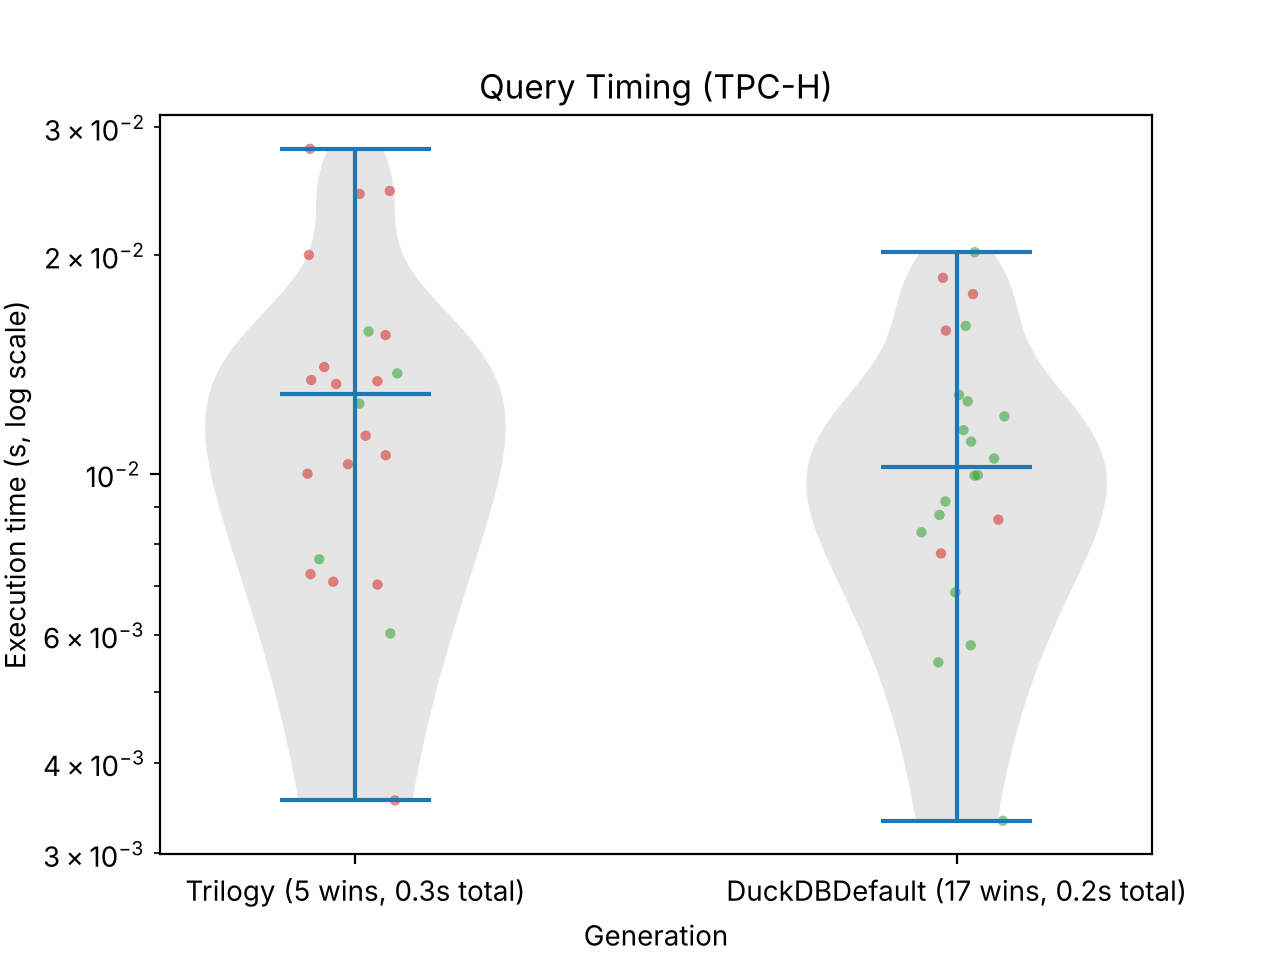 Query Timing (TPC-H)
3 × 10⁻²
2 × 10⁻²
10⁻²
6 × 10⁻³
4 × 10⁻³
3 × 10⁻³
Execution time (s, log scale)
Trilogy (5 wins, 0.3s total)
DuckDBDefault (17 wins, 0.2s total)
Generation